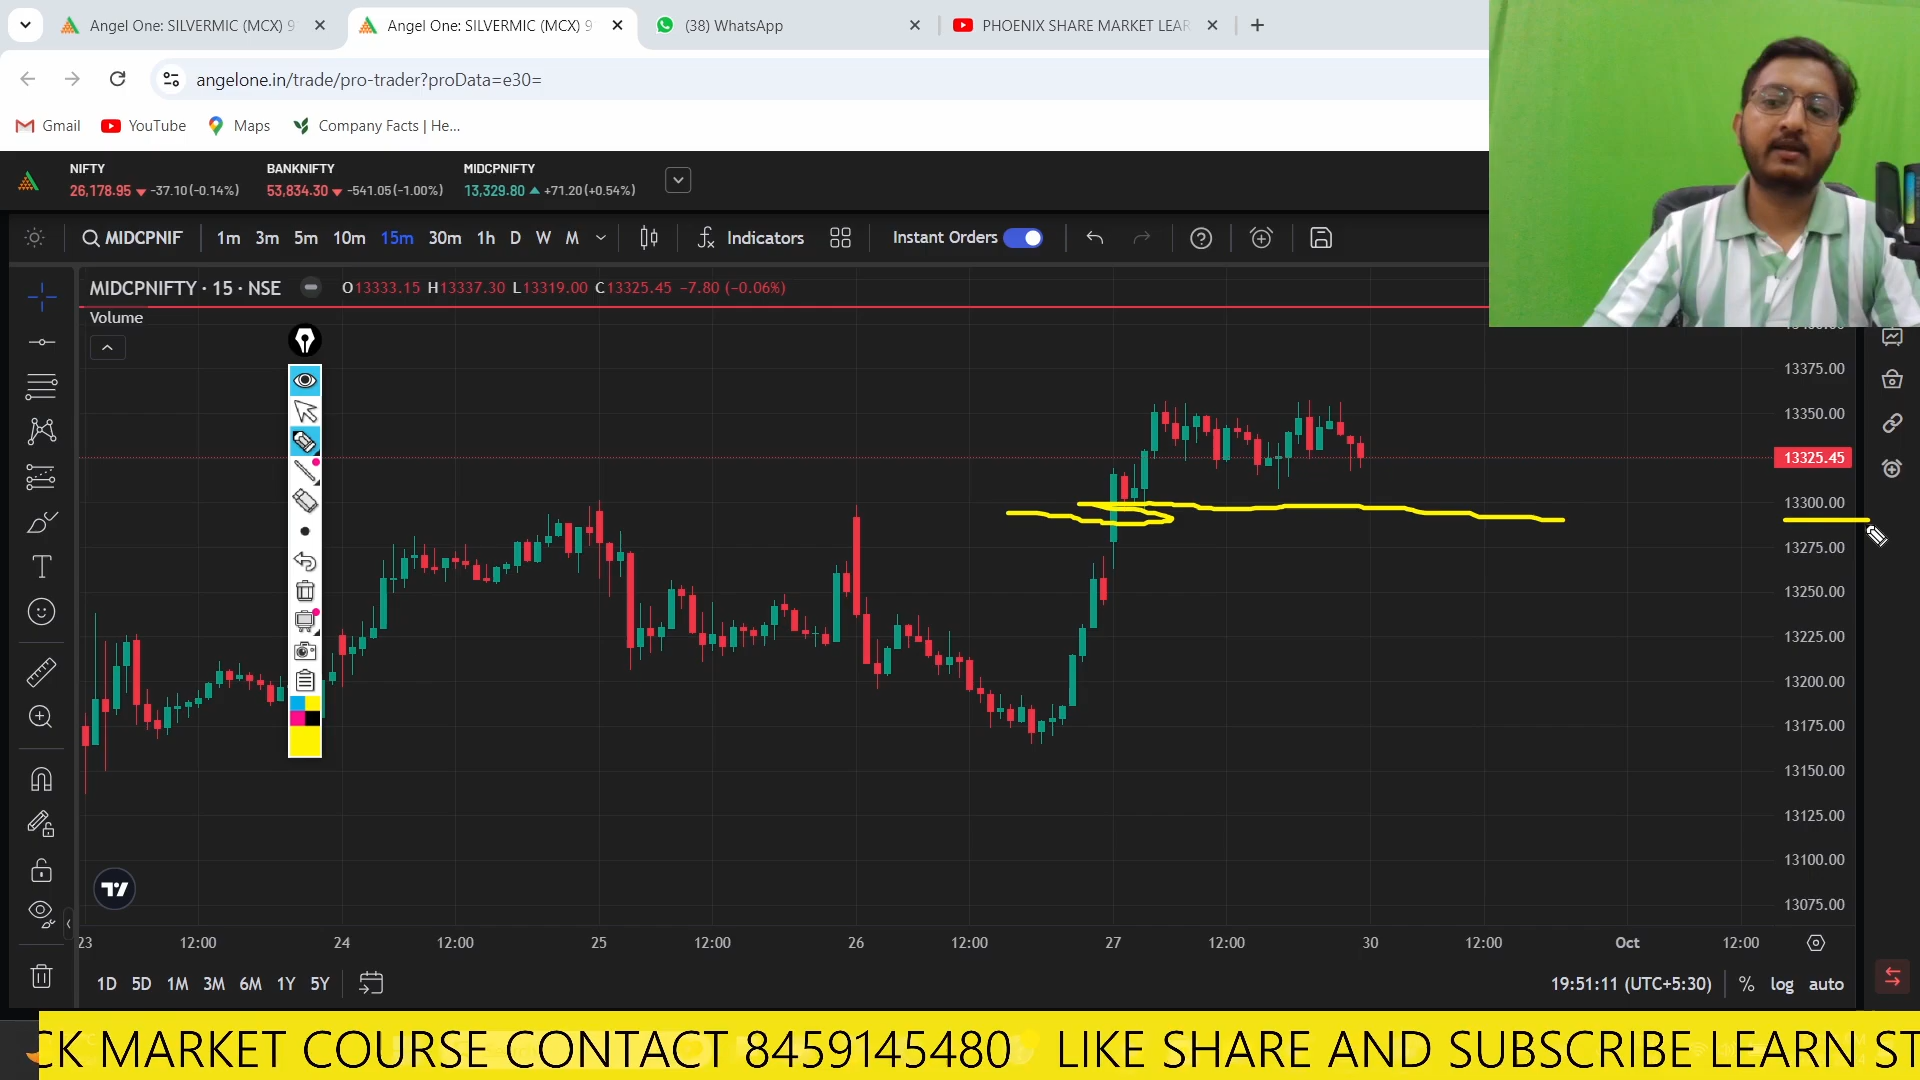 Angel One: SILVERMIC (MCX) 9
Angel One: SILVERMIC (MCX) 9
(38) WhatsApp
PHOENIX SHARE MARKET LEAR
angelone.in/trade/pro-trader?proData=e30=
Gmail
YouTube
Maps
Company Facts | He...
NIFTY
26,178.95 -37.10(-0.14%)
BANKNIFTY
53,834.30 -541.05(-1.00%)
MIDCPNIFTY
13,329.80 +71.20(+0.54%)
MIDCPNIF 1m 3m 5m 10m 15m 30m 1h D W M Indicators Instant Orders
MIDCPNIFTY · 15 · NSE O13333.15 H13337.30 L13319.00 C13325.45 -7.80 (-0.06%)
Volume
13375.00
13350.00
13325.45
13300.00
13275.00
13250.00
13225.00
13200.00
13175.00
13150.00
13125.00
13100.00
13075.00
23 12:00 24 12:00 25 12:00 26 12:00 27 12:00 30 12:00 Oct 12:00
1D 5D 1M 3M 6M 1Y 5Y
19:51:11 (UTC+5:30) % log auto
CK MARKET COURSE CONTACT 8459145480 LIKE SHARE AND SUBSCRIBE LEARN ST